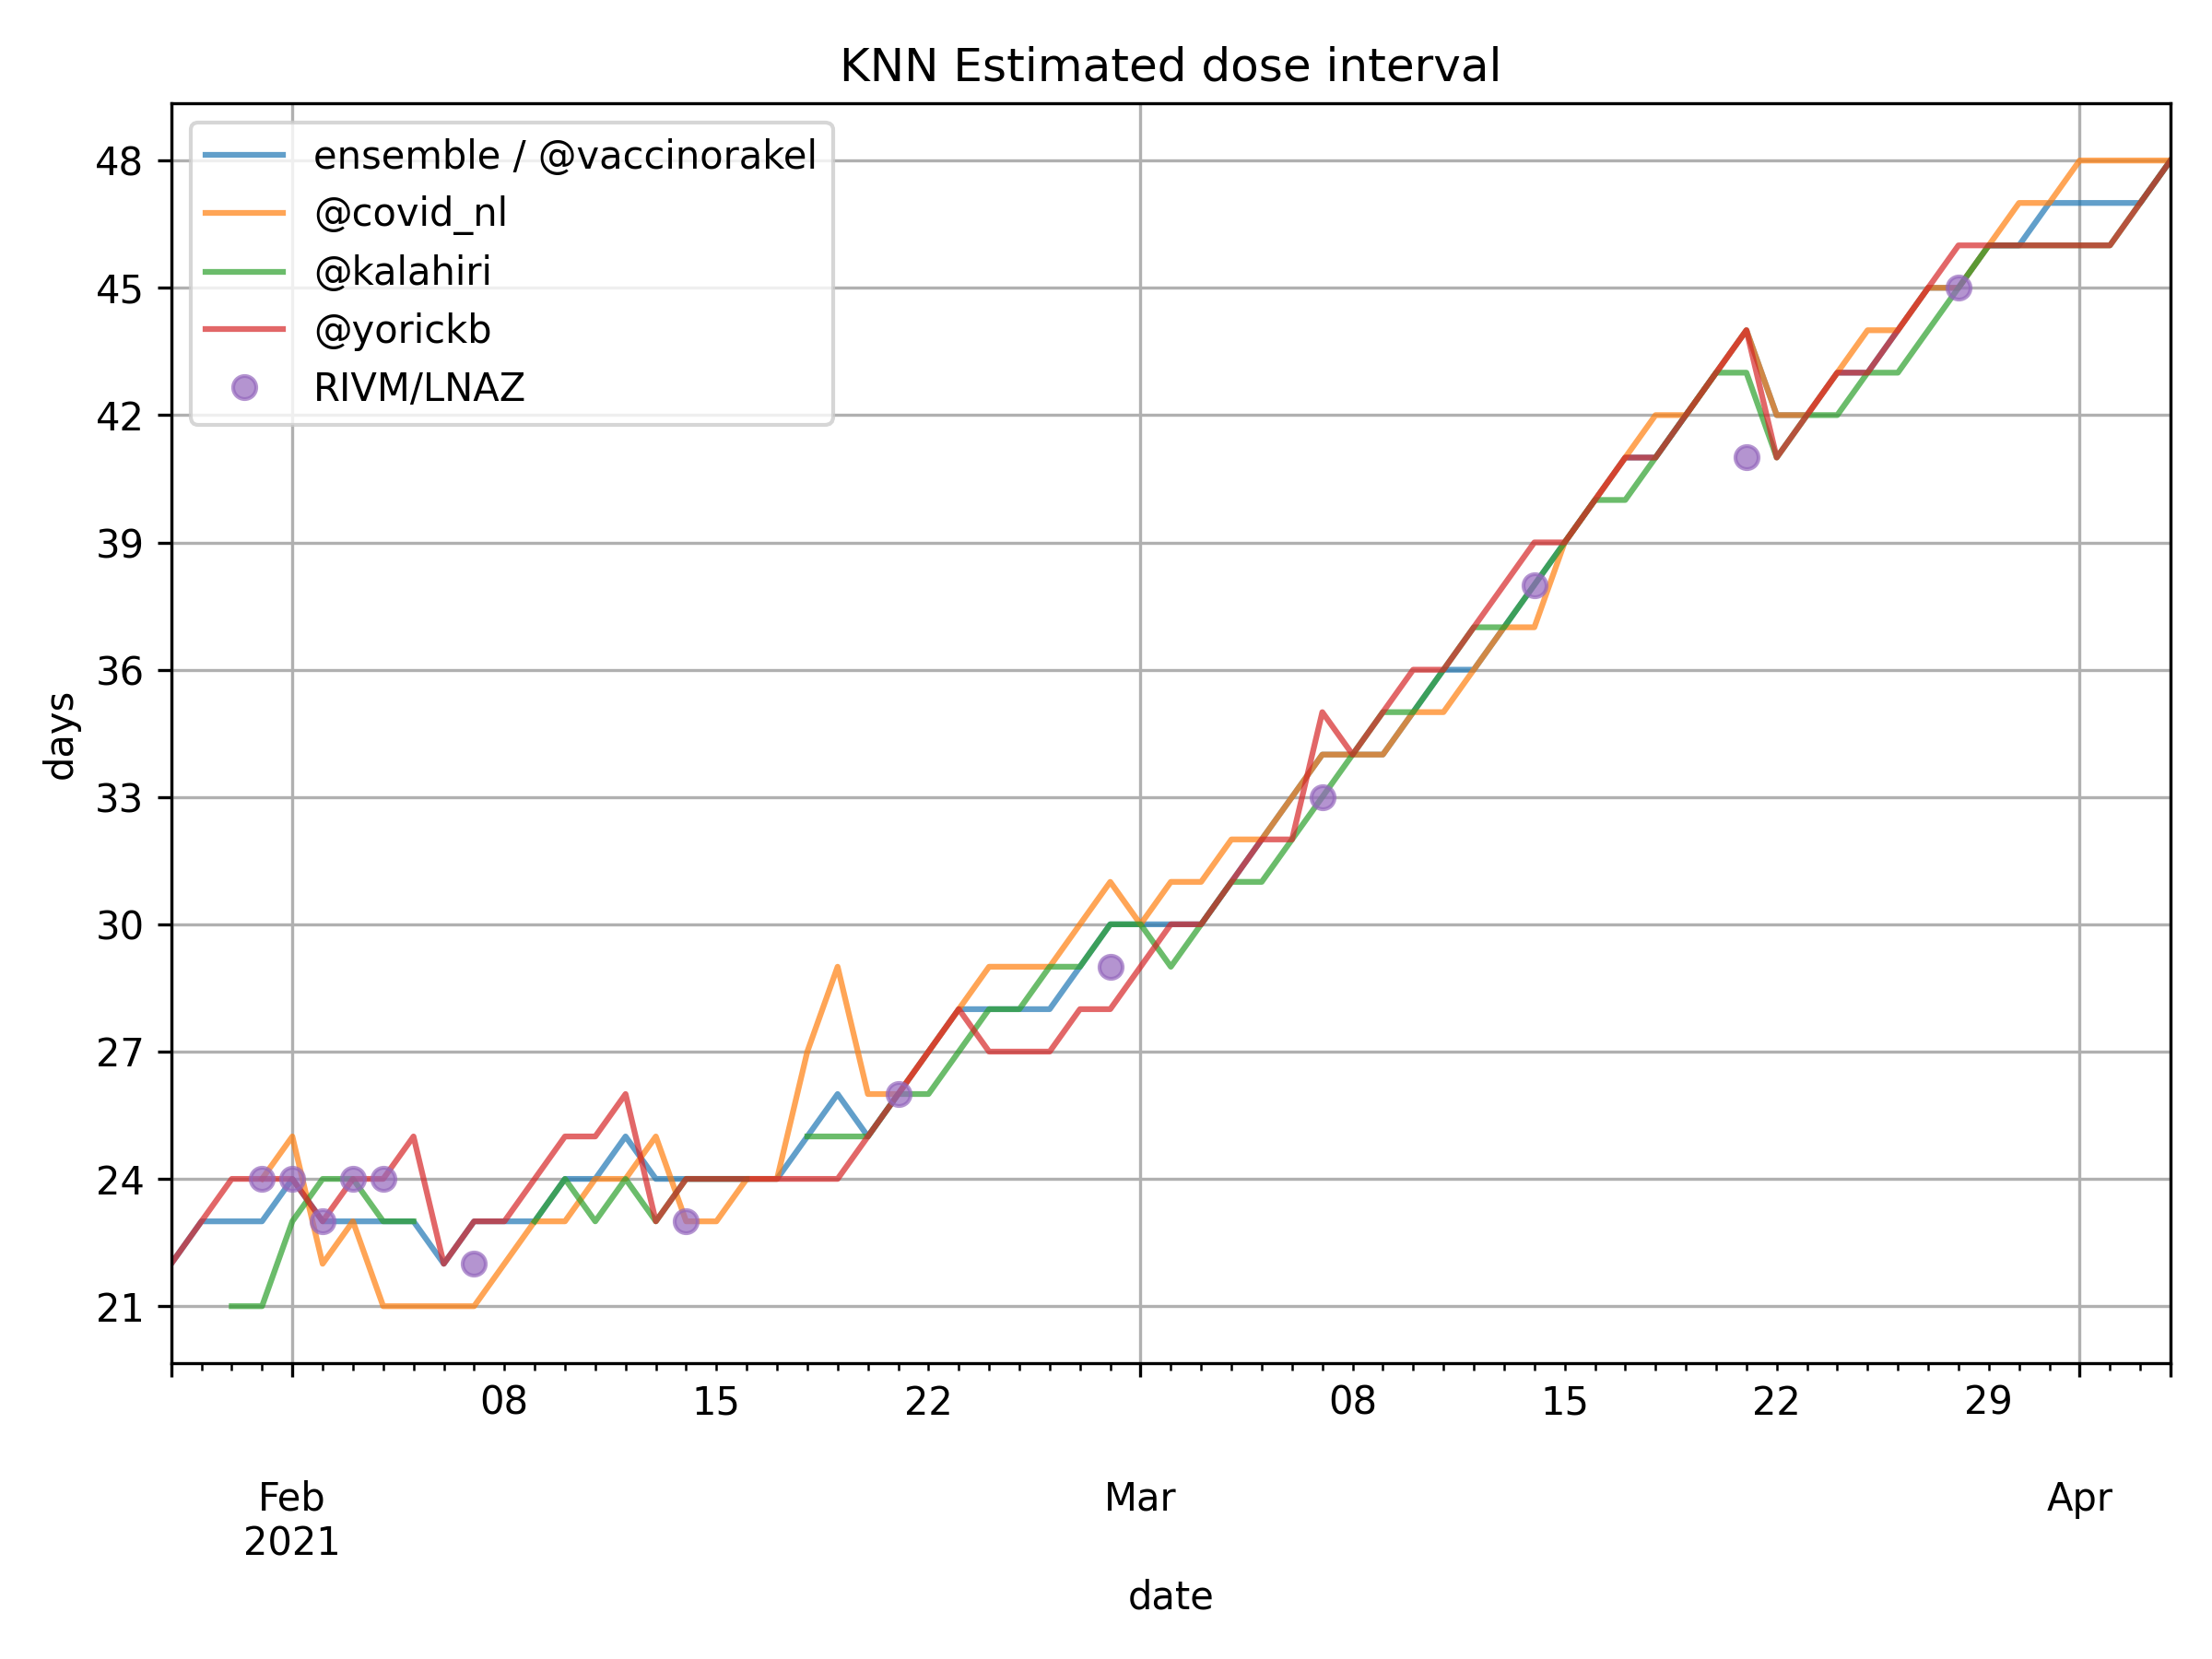 KNN Estimated dose interval
ensemble / @vaccinorakel
@covid_nl
@kalahiri
@yorickb
RIVM/LNAZ
48
45
42
39
36
33
30
27
24
21
days
08 15 22 08 15 22 29
Feb Mar Apr
2021
date